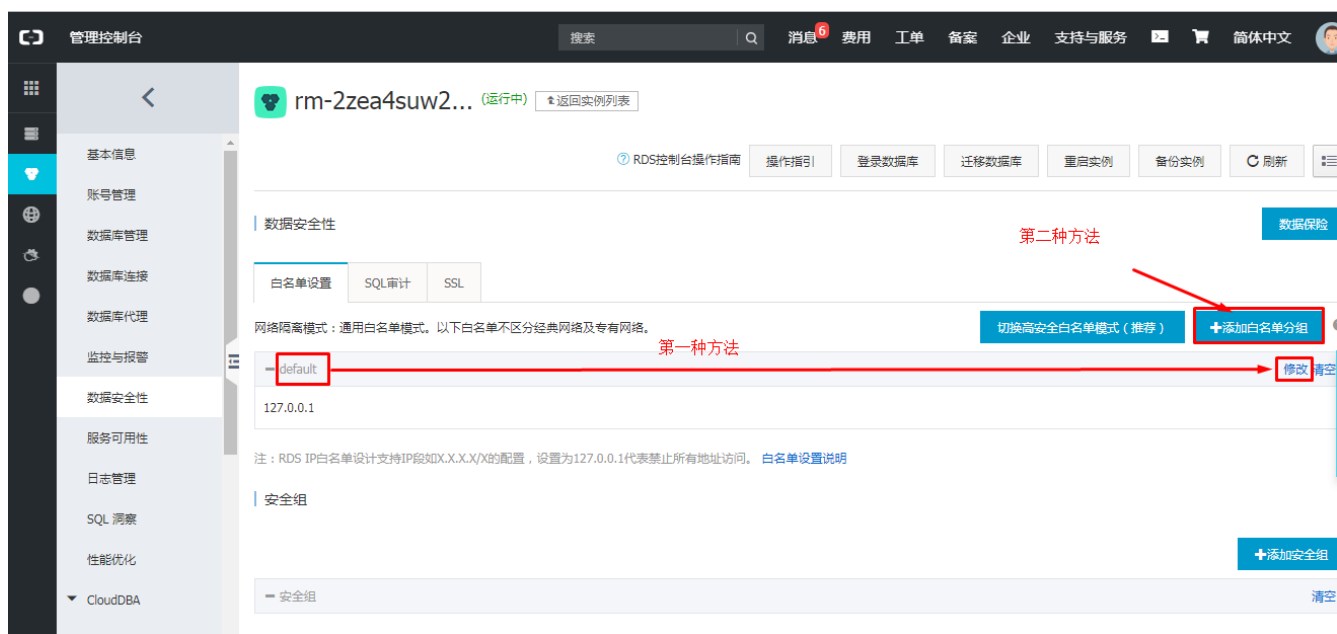 管理控制台 搜索 消息 6 费用 工单 备案 企业 支持与服务 简体中文
rm-2zea4suw2... (运行中) 返回实例列表
RDS控制台操作指南 操作指引 登录数据库 迁移数据库 重启实例 备份实例 刷新
基本信息
账号管理
数据库管理
数据库连接
数据库代理
监控与报警
数据安全性
服务可用性
日志管理
SQL 洞察
性能优化
CloudDBA
数据安全性 数据保险
第二种方法
白名单设置 SQL审计 SSL
网络隔离模式：通用白名单模式。以下白名单不区分经典网络及专有网络。 切换高安全白名单模式（推荐） +添加白名单分组
第一种方法
default 修改 清空
127.0.0.1
注：RDS IP白名单设计支持IP段如X.X.X.X/X的配置，设置为127.0.0.1代表禁止所有地址访问。 白名单设置说明
安全组
+添加安全组
安全组 清空